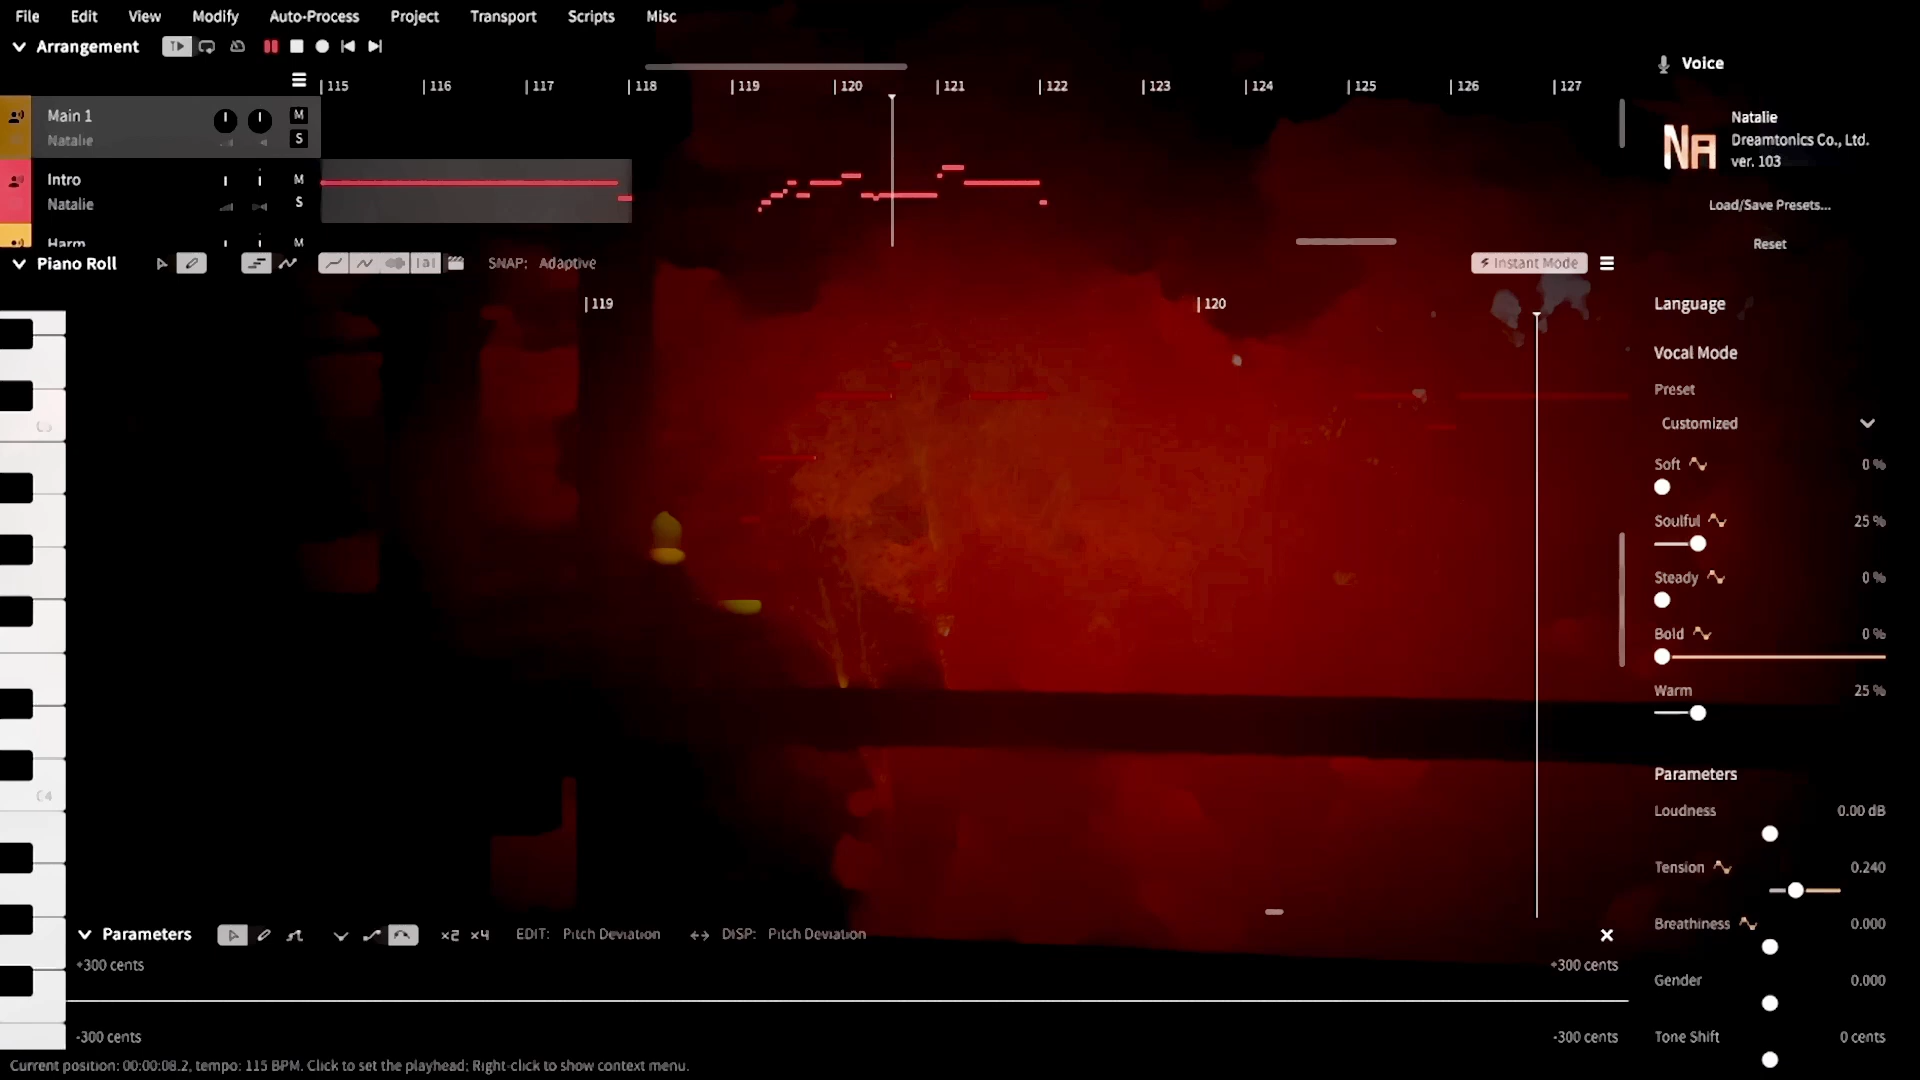 File Edit View Modify Auto-Process Project Transport Scripts Misc
Arrangement
115 116 117 118 119 120 121 122 123 124 125 126 127
Main 1 M
Natalie S
Intro M
Natalie S
Harm M
Piano Roll SNAP: Adaptive Instant Mode
119 120
C5
C4
Parameters x2 x4 EDIT: Pitch Deviation DISP: Pitch Deviation
+300 cents +300 cents
-300 cents -300 cents
Current position: 00:00:08.2, tempo: 115 BPM. Click to set the playhead; Right-click to show context menu.
Voice
NA
Natalie
Dreamtonics Co., Ltd.
ver. 103
Load/Save Presets...
Reset
Language
Vocal Mode
Preset
Customized
Soft 0 %
Soulful 25 %
Steady 0 %
Bold 0 %
Warm 25 %
Parameters
Loudness 0.00 dB
Tension 0.240
Breathiness 0.000
Gender 0.000
Tone Shift 0 cents